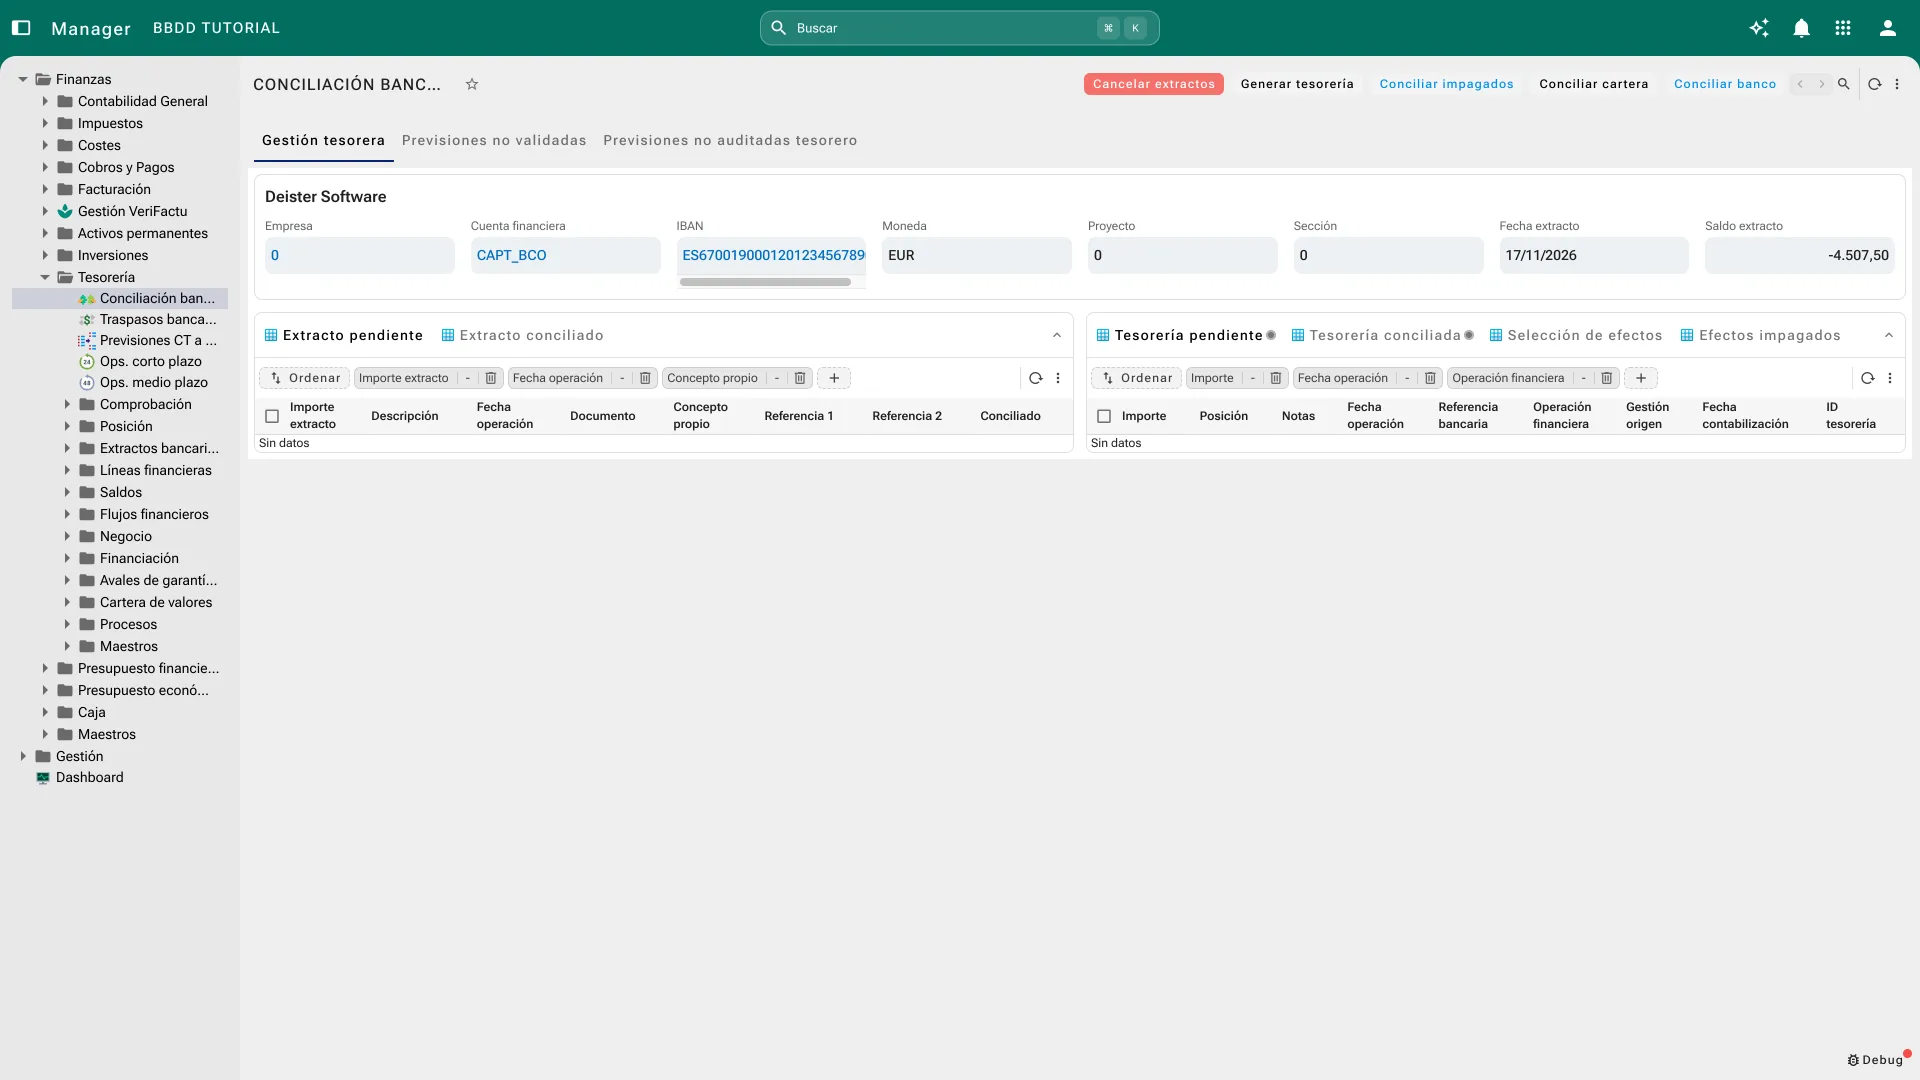 Manager
BBDD TUTORIAL
Buscar
⌘
K
Finanzas
Contabilidad General
Impuestos
Costes
Cobros y Pagos
Facturación
Gestión VeriFactu
Activos permanentes
Inversiones
Tesorería
Conciliación ban...
Traspasos banca...
Previsiones CT a ...
Ops. corto plazo
Ops. medio plazo
Comprobación
Posición
Extractos bancari...
Líneas financieras
Saldos
Flujos financieros
Negocio
Financiación
Avales de garantí...
Cartera de valores
Procesos
Maestros
Presupuesto financie...
Presupuesto econó...
Caja
Maestros
Gestión
Dashboard
CONCILIACIÓN BANC...
Cancelar extractos
Generar tesorería
Conciliar impagados
Conciliar cartera
Conciliar banco
Gestión tesorera
Previsiones no validadas
Previsiones no auditadas tesorero
Deister Software
Empresa
Cuenta financiera
IBAN
Moneda
Proyecto
Sección
Fecha extracto
Saldo extracto
0
CAPT_BCO
ES670019000120123456789
EUR
0
0
17/11/2026
-4.507,50
Extracto pendiente
Extracto conciliado
Ordenar
Importe extracto -
Fecha operación -
Concepto propio -
+
Importe extracto
Descripción
Fecha operación
Documento
Concepto propio
Referencia 1
Referencia 2
Conciliado
Sin datos
Tesorería pendiente
Tesorería conciliada
Selección de efectos
Efectos impagados
Ordenar
Importe -
Fecha operación -
Operación financiera -
+
Importe
Posición
Notas
Fecha operación
Referencia bancaria
Operación financiera
Gestión origen
Fecha contabilización
ID tesorería
Sin datos
Debug